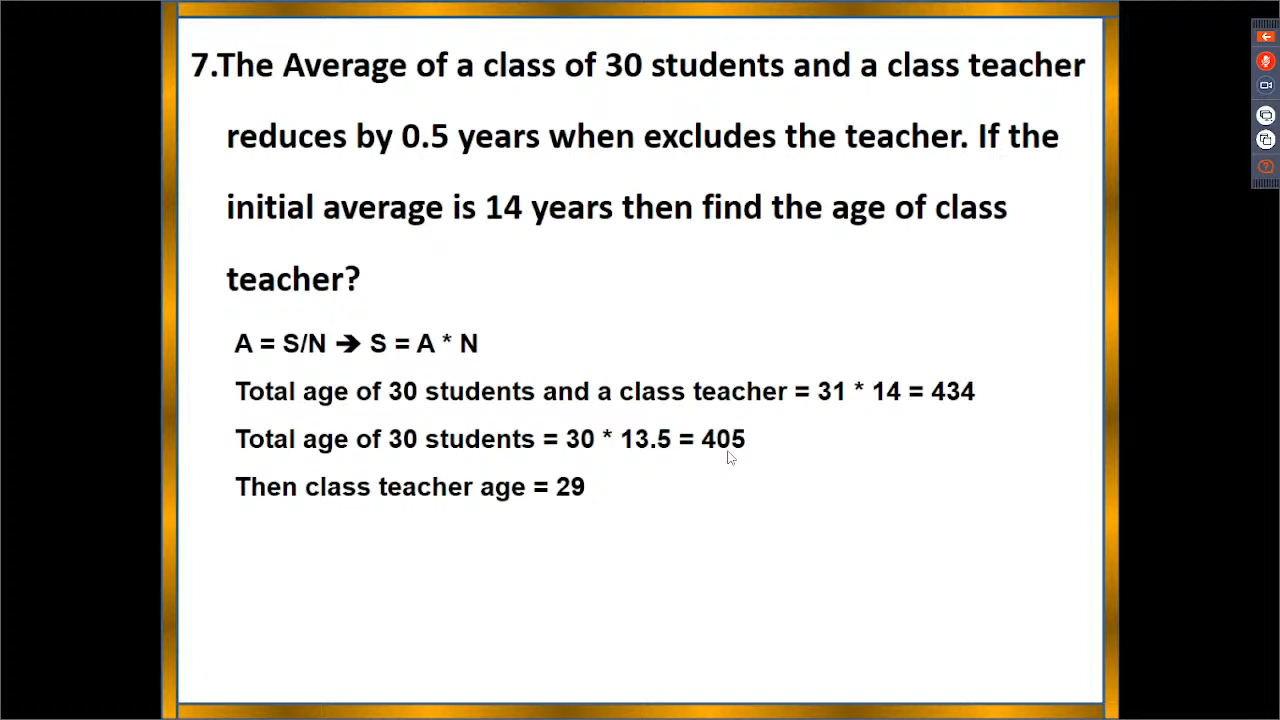 7.The Average of a class of 30 students and a class teacher
reduces by 0.5 years when excludes the teacher. If the
initial average is 14 years then find the age of class
teacher?
A = S/N ➔ S = A * N
Total age of 30 students and a class teacher = 31 * 14 = 434
Total age of 30 students = 30 * 13.5 = 405
Then class teacher age = 29